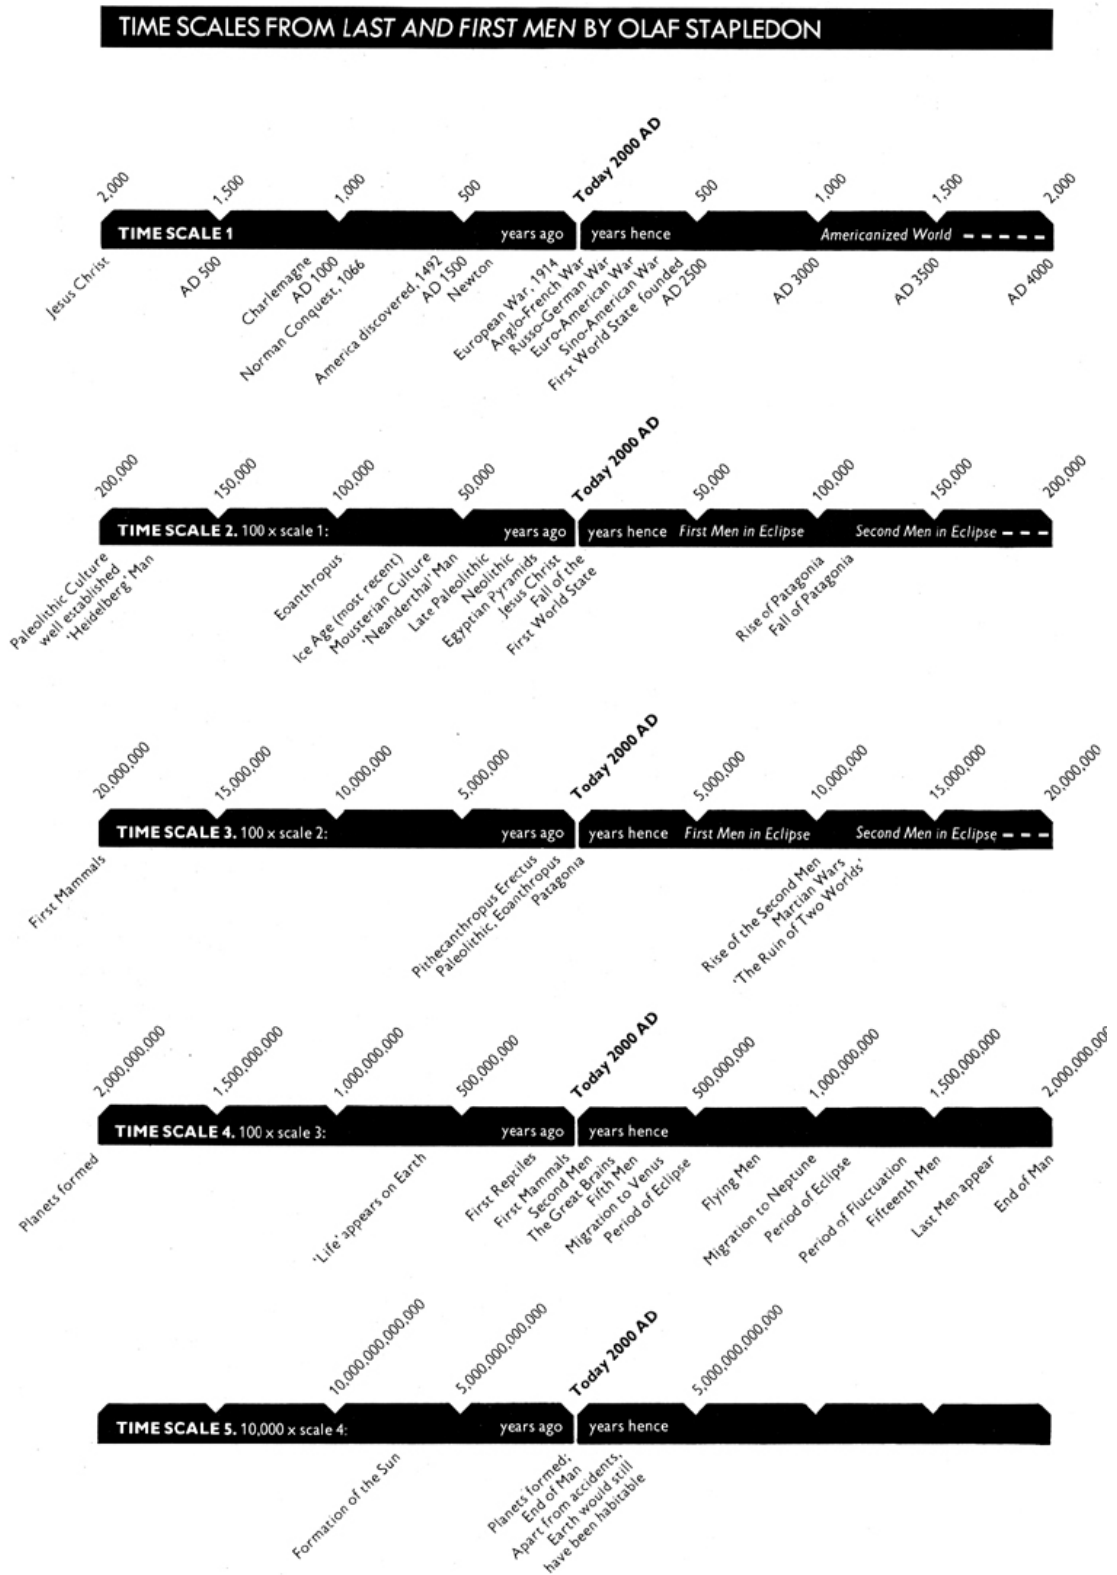 TIME SCALES FROM LAST AND FIRST MEN BY OLAF STAPLEDON
2,000
1,500
1,000
500
Today 2000 AD
500
1,000
1,500
2,000
TIME SCALE 1
years ago
years hence
Americanized World
Jesus Christ
AD 500
Charlemagne
AD 1000
Norman Conquest, 1066
America discovered, 1492
AD 1500
Newton
European War, 1914
Anglo-French War
Russo-German War
Euro-American War
Sino-American War
First World State founded
AD 2500
AD 3000
AD 3500
AD 4000
200,000
150,000
100,000
50,000
Today 2000 AD
50,000
100,000
150,000
200,000
TIME SCALE 2. 100 x scale 1:
years ago
years hence
First Men in Eclipse
Second Men in Eclipse
Paleolithic Culture
well established
'Heidelberg' Man
Eoanthropus
Ice Age (most recent)
Mousterian Culture
'Neanderthal' Man
Late Paleolithic
Neolithic
Egyptian Pyramids
Jesus Christ
Fall of the
First World State
Rise of Patagonia
Fall of Patagonia
20,000,000
15,000,000
10,000,000
5,000,000
Today 2000 AD
5,000,000
10,000,000
15,000,000
20,000,000
TIME SCALE 3. 100 x scale 2:
years ago
years hence
First Men in Eclipse
Second Men in Eclipse
First Mammals
Pithecanthropus Erectus
Paleolithic, Eoanthropus
Patagonia
Rise of the Second Men
Martian Wars
'The Ruin of Two Worlds'
2,000,000,000
1,500,000,000
1,000,000,000
500,000,000
Today 2000 AD
500,000,000
1,000,000,000
1,500,000,000
2,000,000,000
TIME SCALE 4. 100 x scale 3:
years ago
years hence
Planets formed
'Life' appears on Earth
First Reptiles
First Mammals
Second Men
The Great Brains
Fifth Men
Migration to Venus
Period of Eclipse
Flying Men
Migration to Neptune
Period of Eclipse
Period of Fluctuation
Fifteenth Men
Last Men appear
End of Man
10,000,000,000,000
5,000,000,000,000
Today 2000 AD
5,000,000,000,000
TIME SCALE 5. 10,000 x scale 4:
years ago
years hence
Formation of the Sun
Planets formed;
End of Man
Apart from accidents,
Earth would still
have been habitable